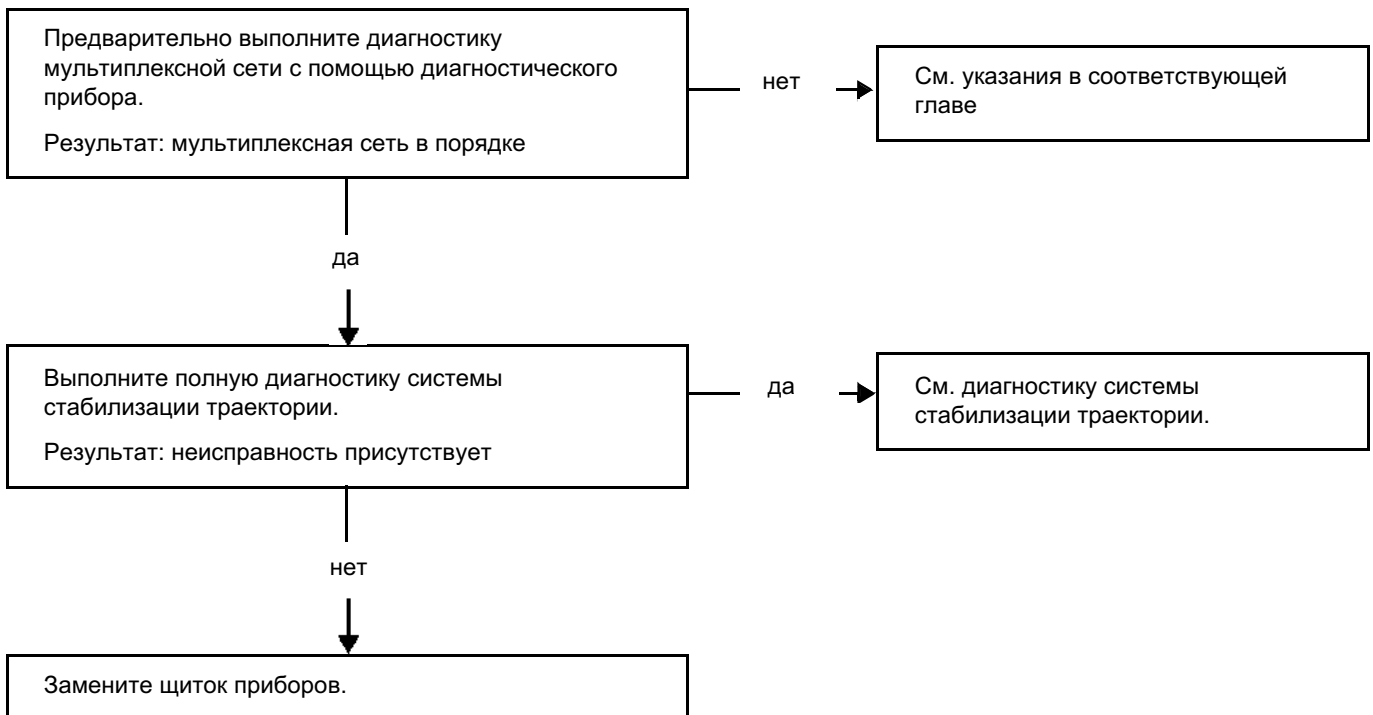 Предварительно выполните диагностику
мультиплексной сети с помощью диагностического
прибора.
Результат: мультиплексная сеть в порядке
нет
См. указания в соответствующей
главе
да
Выполните полную диагностику системы
стабилизации траектории.
Результат: неисправность присутствует
да
См. диагностику системы
стабилизации траектории.
нет
Замените щиток приборов.